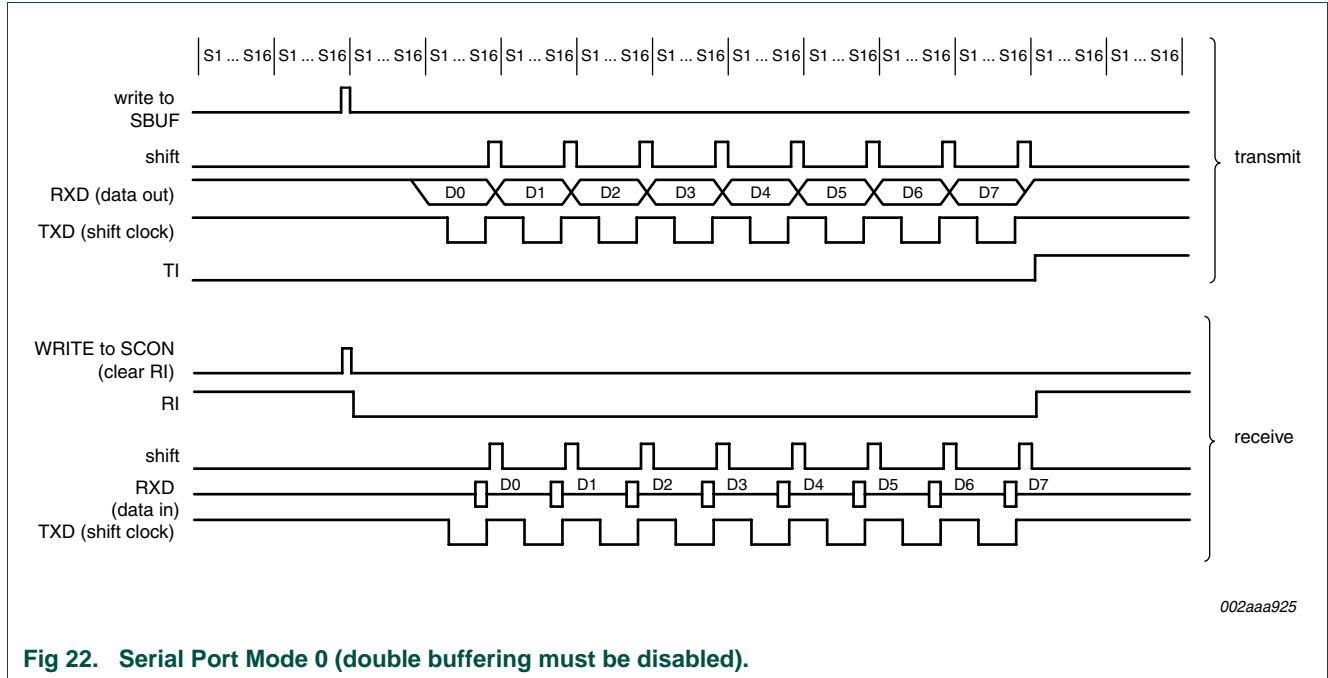 S1 ... S16 S1 ... S16 S1 ... S16 S1 ... S16 S1 ... S16 S1 ... S16 S1 ... S16 S1 ... S16 S1 ... S16 S1 ... S16 S1 ... S16 S1 ... S16 S1 ... S16
write to
SBUF
shift
transmit
RXD (data out)
D0 D1 D2 D3 D4 D5 D6 D7
TXD (shift clock)
TI
WRITE to SCON
(clear RI)
RI
receive
shift
RXD
(data in)
D0 D1 D2 D3 D4 D5 D6 D7
TXD (shift clock)
002aaa925
Fig 22. Serial Port Mode 0 (double buffering must be disabled).